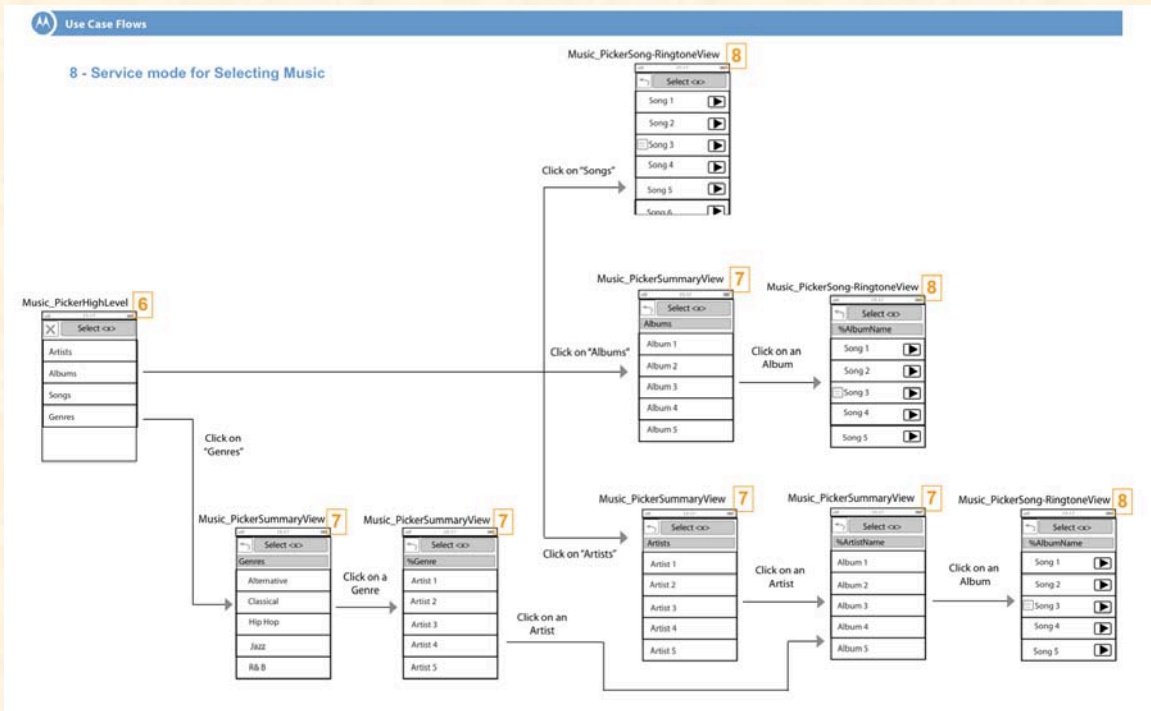 Use Case Flows
8 - Service mode for Selecting Music
Music_PickerSong-RingtoneView 8
Select <x>
Song 1
Song 2
Song 3
Song 4
Song 5
Song 6
Click on "Songs"
Music_PickerHighLevel 6
Select <x>
Artists
Albums
Songs
Genres
Click on "Albums"
Music_PickerSummaryView 7
Select <x>
Albums
Album 1
Album 2
Album 3
Album 4
Album 5
Click on an
Album
Music_PickerSong-RingtoneView 8
Select <x>
%AlbumName
Song 1
Song 2
Song 3
Song 4
Song 5
Click on
"Genres"
Music_PickerSummaryView 7
Select <x>
Genres
Alternative
Classical
Hip Hop
Jazz
R& B
Click on a
Genre
Music_PickerSummaryView 7
Select <x>
%Genre
Artist 1
Artist 2
Artist 3
Artist 4
Artist 5
Click on an
Artist
Click on "Artists"
Music_PickerSummaryView 7
Select <x>
Artists
Artist 1
Artist 2
Artist 3
Artist 4
Artist 5
Click on an
Artist
Music_PickerSummaryView 7
Select <x>
%ArtistName
Album 1
Album 2
Album 3
Album 4
Album 5
Click on an
Album
Music_PickerSong-RingtoneView 8
Select <x>
%AlbumName
Song 1
Song 2
Song 3
Song 4
Song 5